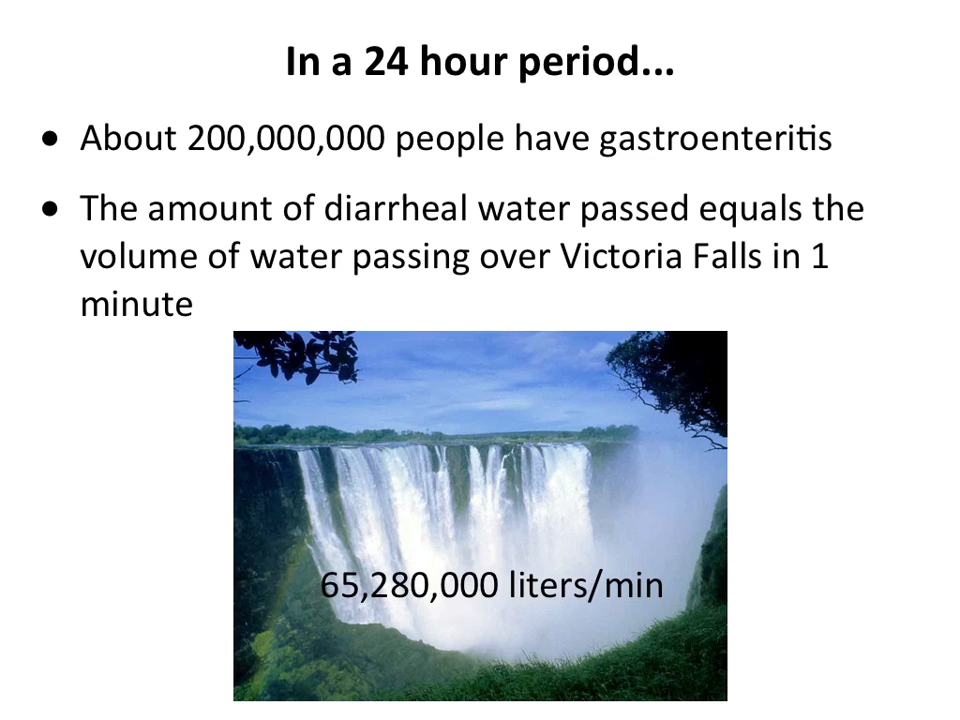 In a 24 hour period...
• About 200,000,000 people have gastroenteritis
• The amount of diarrheal water passed equals the
volume of water passing over Victoria Falls in 1
minute
65,280,000 liters/min